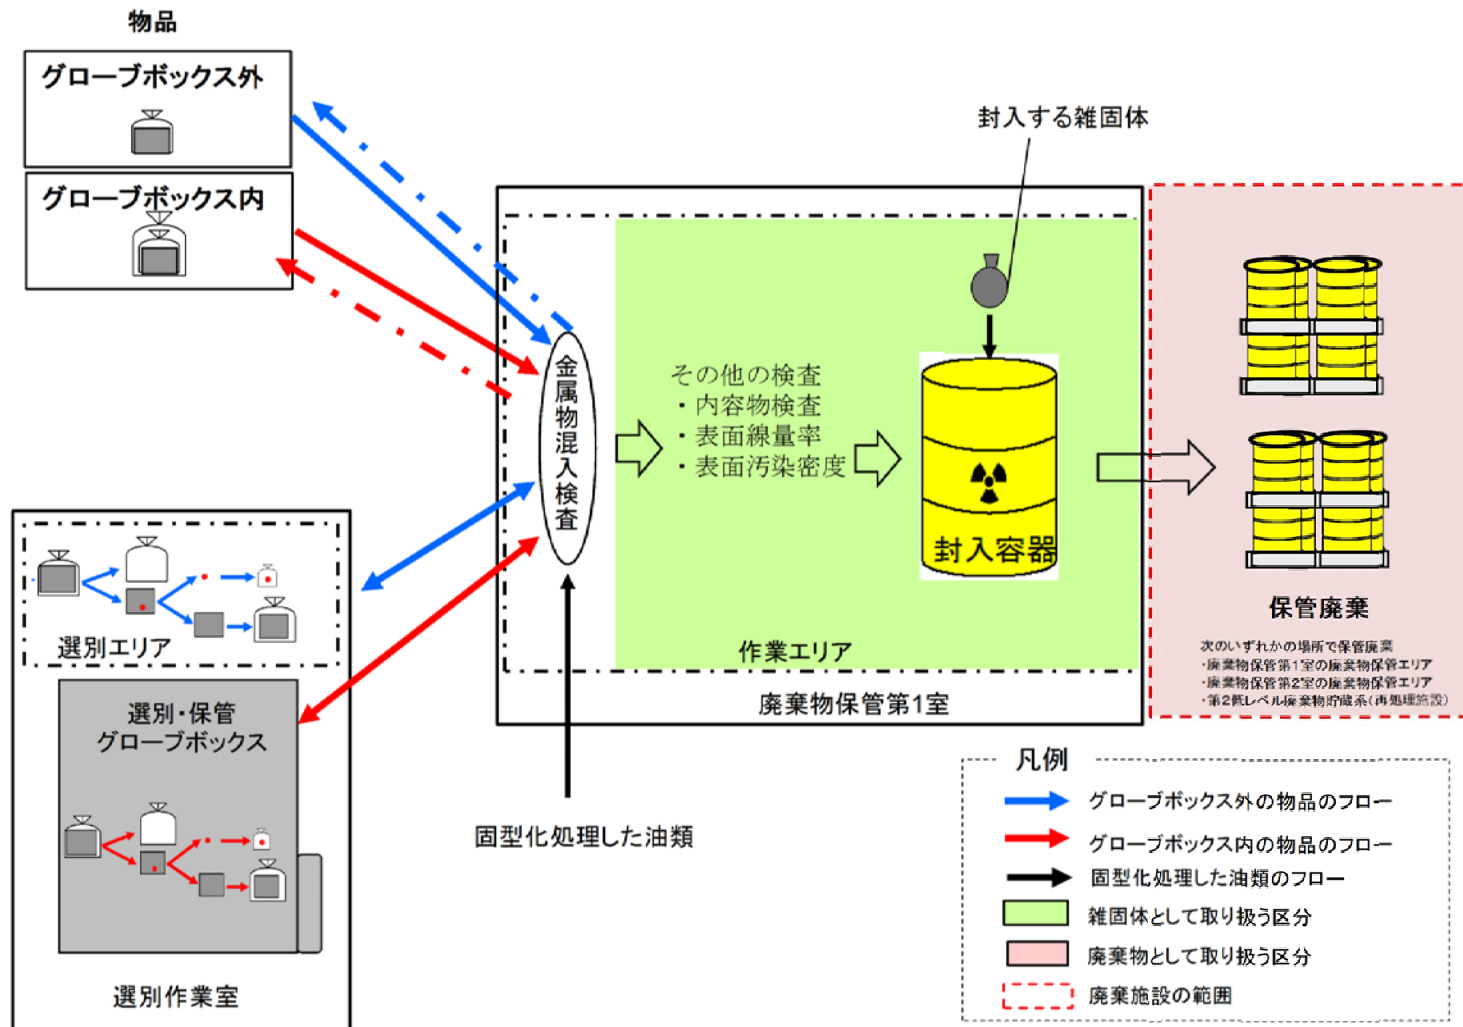 物品
グローブボックス外
グローブボックス内
封入する雑固体
金属物混入検査
その他の検査
・内容物検査
・表面線量率
・表面汚染密度
封入容器
作業エリア
廃棄物保管第1室
保管廃棄
次のいずれかの場所で保管廃棄
・廃棄物保管第1室の廃棄物保管エリア
・廃棄物保管第2室の廃棄物保管エリア
・第2低レベル廃棄物貯蔵系(再処理施設)
選別エリア
選別・保管
グローブボックス
選別作業室
固型化処理した油類
凡例
グローブボックス外の物品のフロー
グローブボックス内の物品のフロー
固型化処理した油類のフロー
雑固体として取り扱う区分
廃棄物として取り扱う区分
廃棄施設の範囲